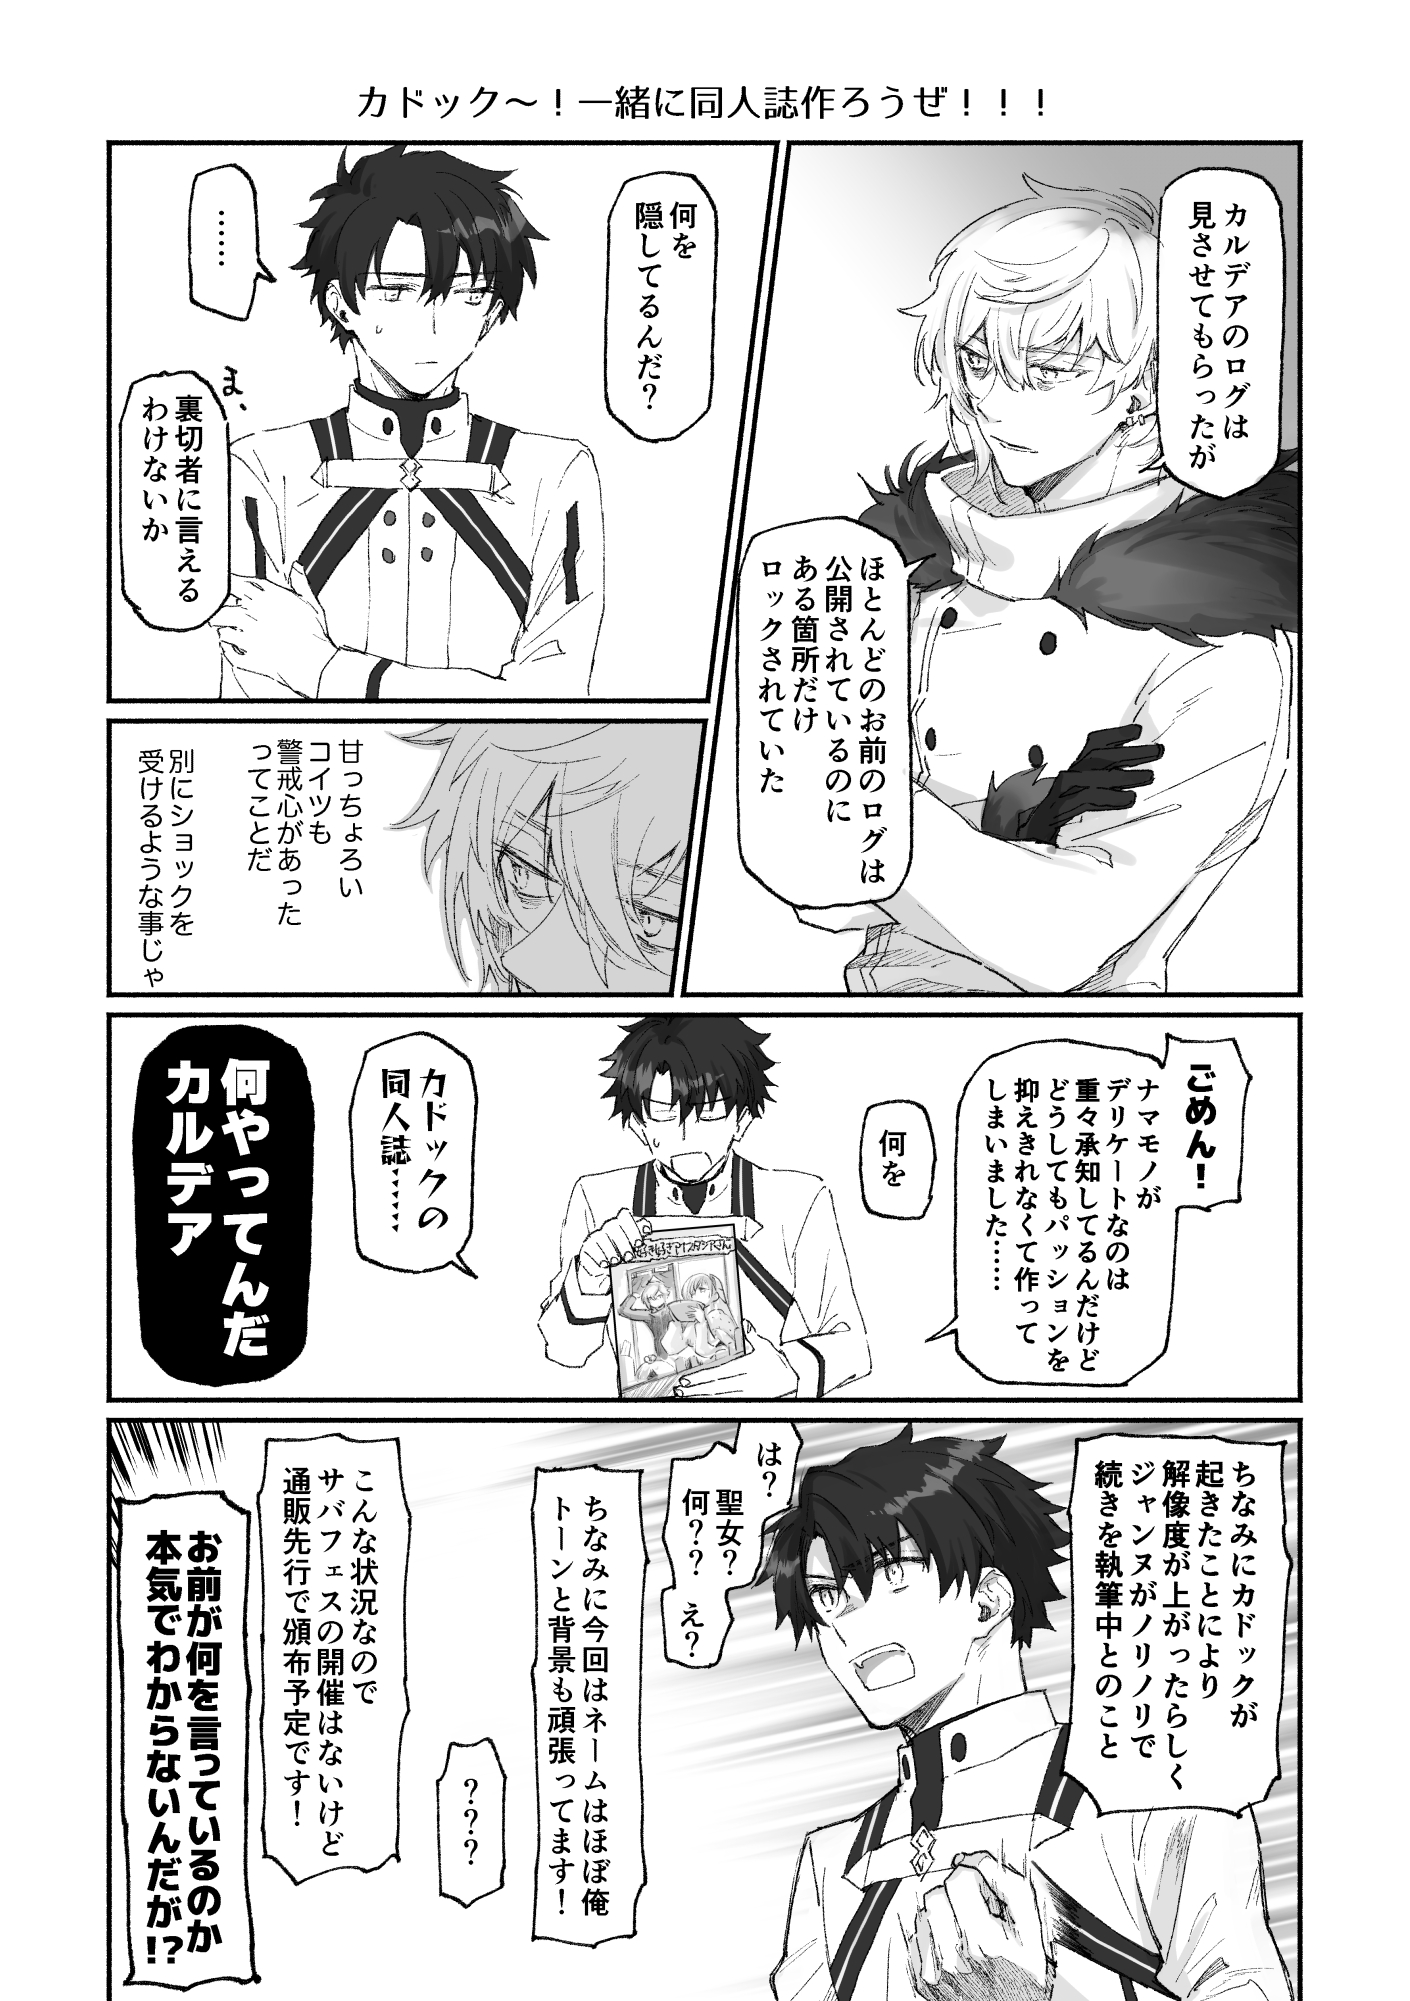 カドック～！一緒に同人誌作ろうぜ！！！
カルデアのログは
見させてもらったが
ほとんどのお前のログは
公開されているのに
ある箇所だけ
ロックされていた
何を
隠してるんだ？
……
ま、
裏切者に言える
わけないか
甘っちょろい
コイツも
警戒心があった
ってことだ
別にショックを
受けるような事じゃ
ごめん！
ナマモノが
デリケートなのは
重々承知してるんだけど
どうしてもパッションを
抑えきれなくて作って
しまいました……
何を
カドックの
同人誌……
何やってんだ
カルデア
ちなみにカドックが
起きたことにより
解像度が上がったらしく
ジャンヌがノリノリで
続きを執筆中とのこと
は？
聖女？
何？？え？
ちなみに今回はネームはほぼ俺
トーンと背景も頑張ってます！
？？？
こんな状況なので
サバフェスの開催はないけど
通販先行で頒布予定です！
お前が何を言っているのか
本気でわからないんだが!?